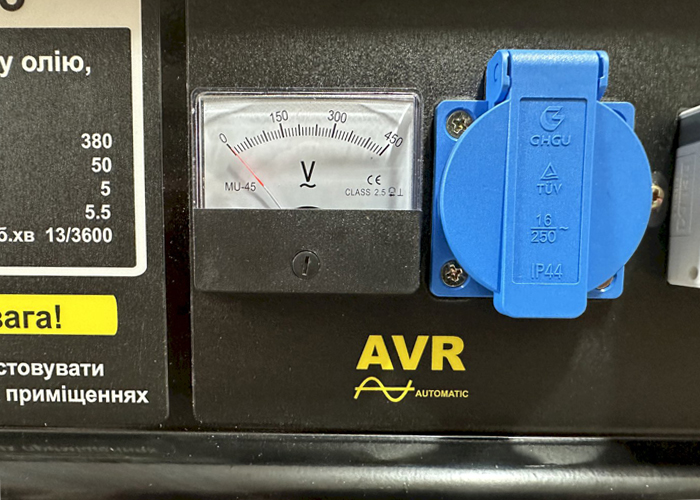 у олію,
380
50
5
5.5
б.хв 13/3600
вага!
стовувати
приміщеннях
0 150 300 450
V
~
MU-45
CE
CLASS 2.5
GHGU
TÜV
16
250 ~
IP44
AVR
AUTOMATIC